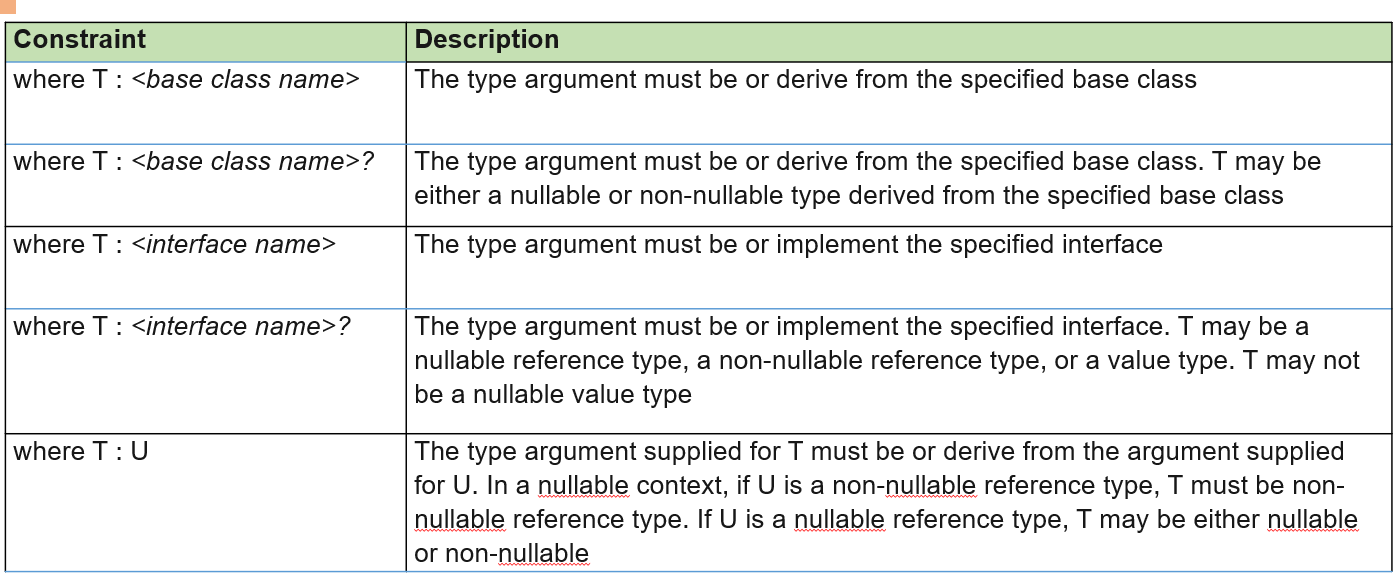 Constraint
Description
where T : <base class name>
The type argument must be or derive from the specified base class
where T : <base class name>?
The type argument must be or derive from the specified base class. T may be
either a nullable or non-nullable type derived from the specified base class
where T : <interface name>
The type argument must be or implement the specified interface
where T : <interface name>?
The type argument must be or implement the specified interface. T may be a
nullable reference type, a non-nullable reference type, or a value type. T may not
be a nullable value type
where T : U
The type argument supplied for T must be or derive from the argument supplied
for U. In a nullable context, if U is a non-nullable reference type, T must be non-
nullable reference type. If U is a nullable reference type, T may be either nullable
or non-nullable